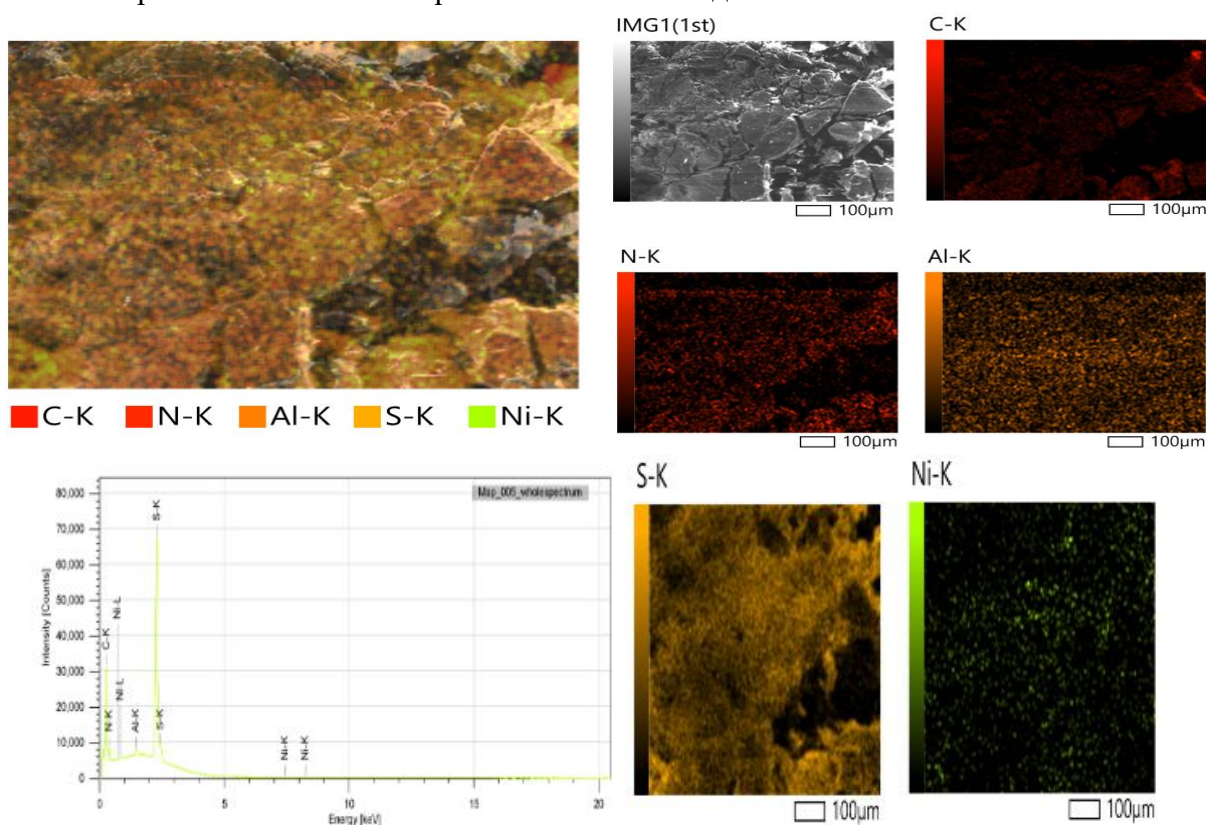 IMG1(1st)
C-K
100µm
100µm
N-K
Al-K
100µm
100µm
C-K N-K Al-K S-K Ni-K
S-K
Ni-K
Map_005_wholespectrum
80,000
70,000
60,000
50,000
40,000
30,000
20,000
10,000
0
Intensity [Counts]
C-K
N-K
Ni-L
Ni-L
Al-K
S-K
S-K
Ni-K
Ni-K
0 5 10 15 20
Energy [keV]
100µm
100µm